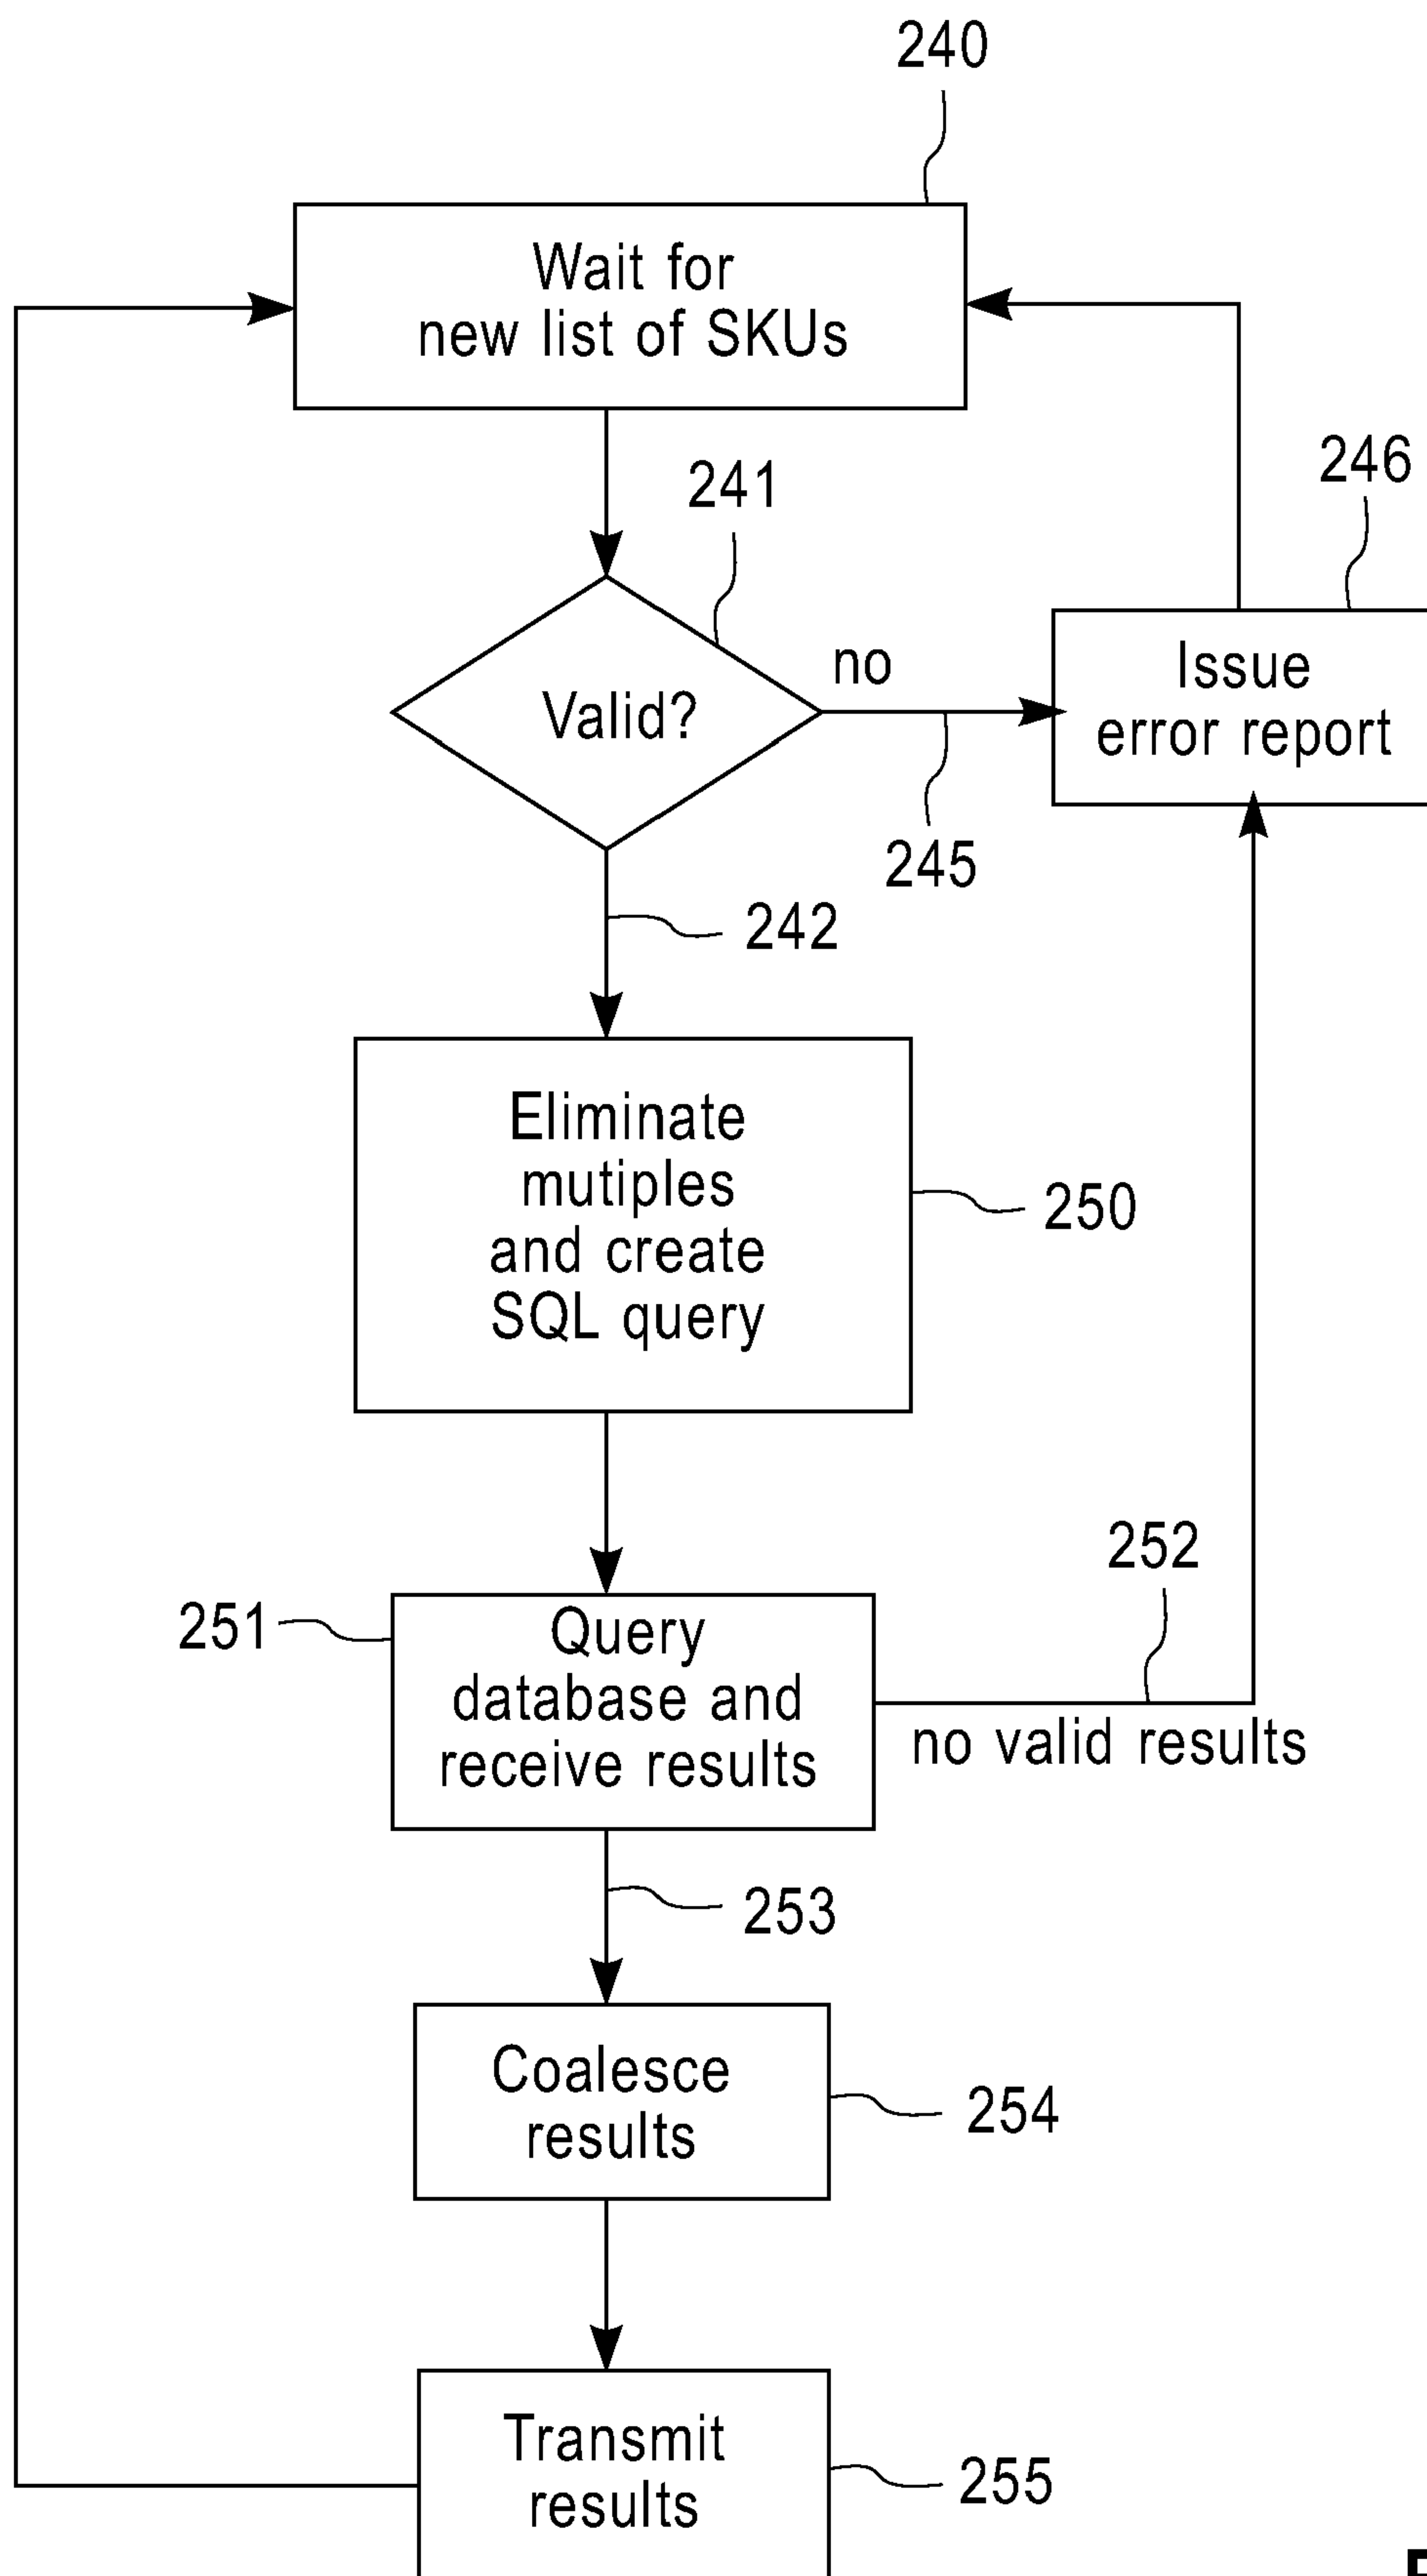 240
Wait for
new list of SKUs
241
246
Valid?
no
Issue
error report
245
242
Eliminate
mutiples
and create
SQL query
250
252
251
Query
database and
receive results
no valid results
253
Coalesce
results
254
Transmit
results
255